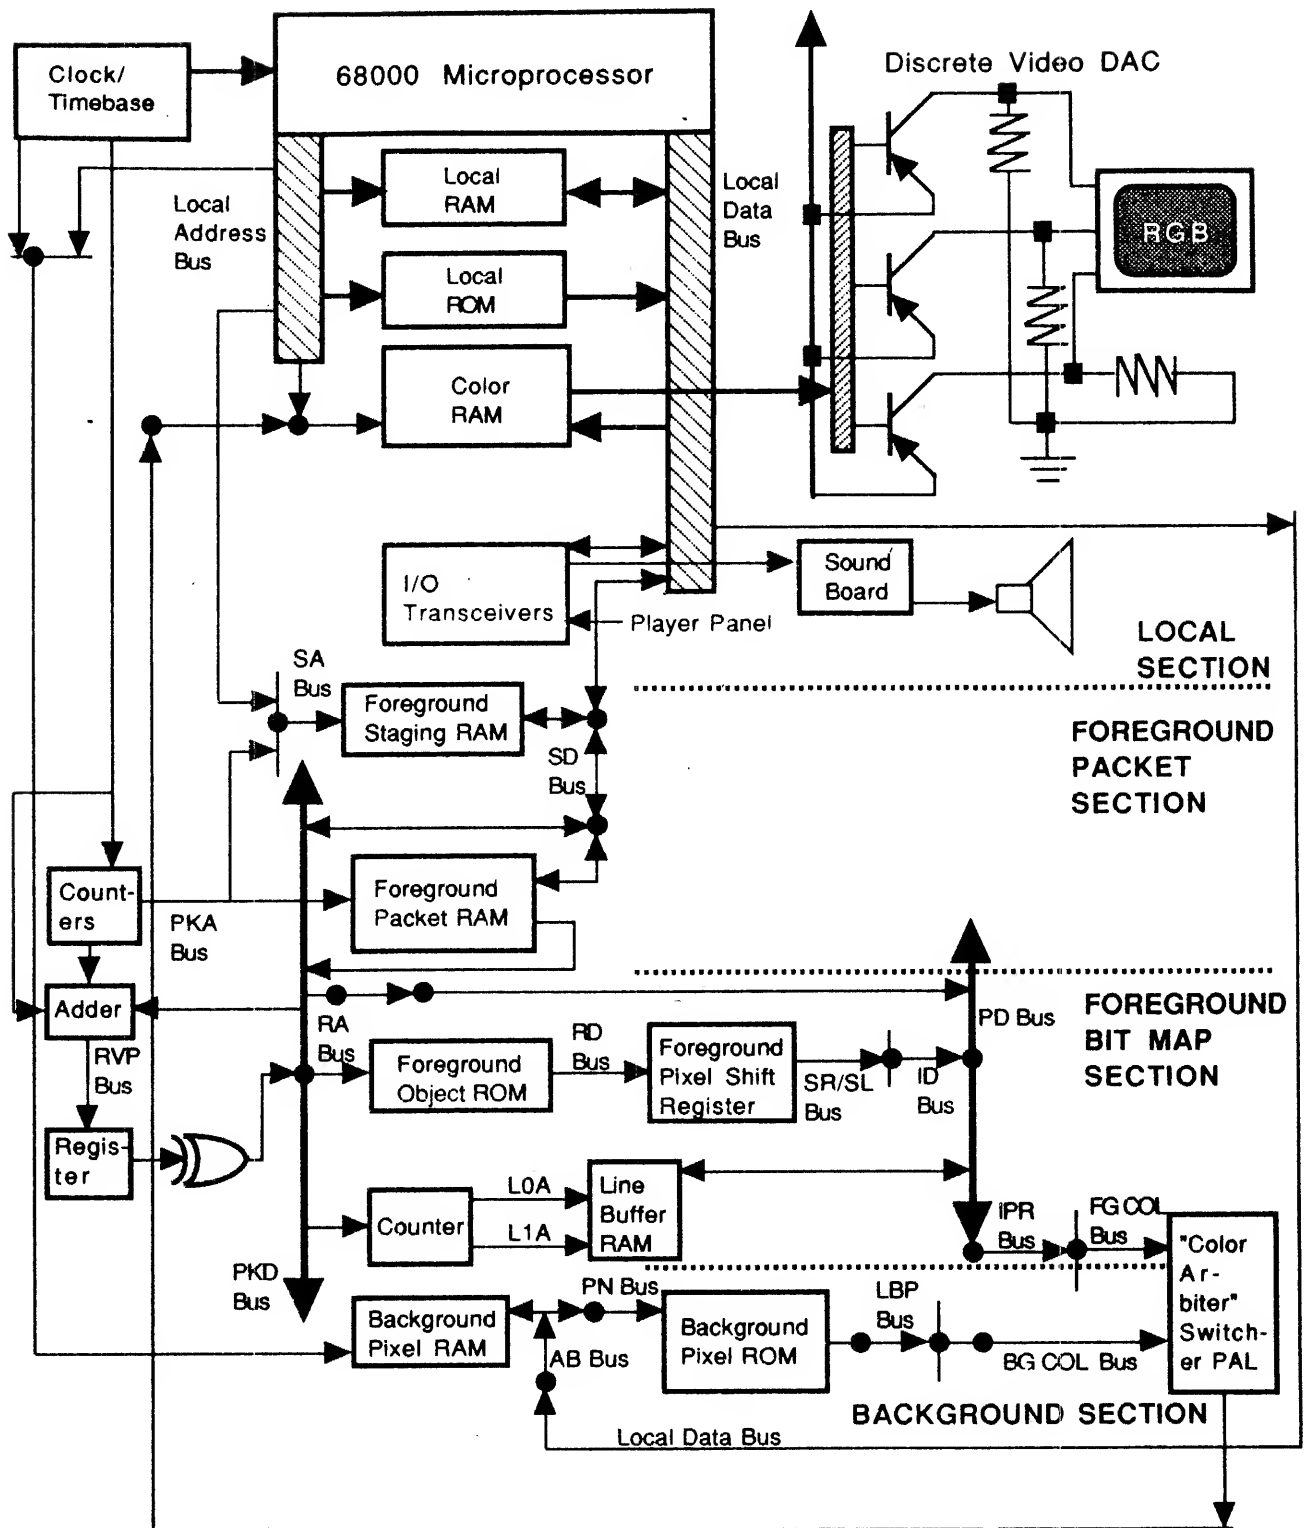 Clock/
Timebase
68000 Microprocessor
Discrete Video DAC
Local
RAM
Local
Data
Bus
Local
Address
Bus
RGB
Local
ROM
Color
RAM
I/O
Transceivers
Sound
Board
Player Panel
LOCAL
SECTION
SA
Bus
Foreground
Staging RAM
SD
Bus
FOREGROUND
PACKET
SECTION
Count-
ers
PKA
Bus
Foreground
Packet RAM
Adder
RA
Bus
PD Bus
FOREGROUND
BIT MAP
SECTION
RVP
Bus
Foreground
Object ROM
RD
Bus
Foreground
Pixel Shift
Register
SR/SL
Bus
ID
Bus
Regis-
ter
Counter
L0A
L1A
Line
Buffer
RAM
IPR
Bus
FG COL
Bus
"Color
Ar-
biter"
Switch-
er PAL
PKD
Bus
Background
Pixel RAM
PN Bus
AB Bus
Background
Pixel ROM
LBP
Bus
BG COL Bus
BACKGROUND SECTION
Local Data Bus